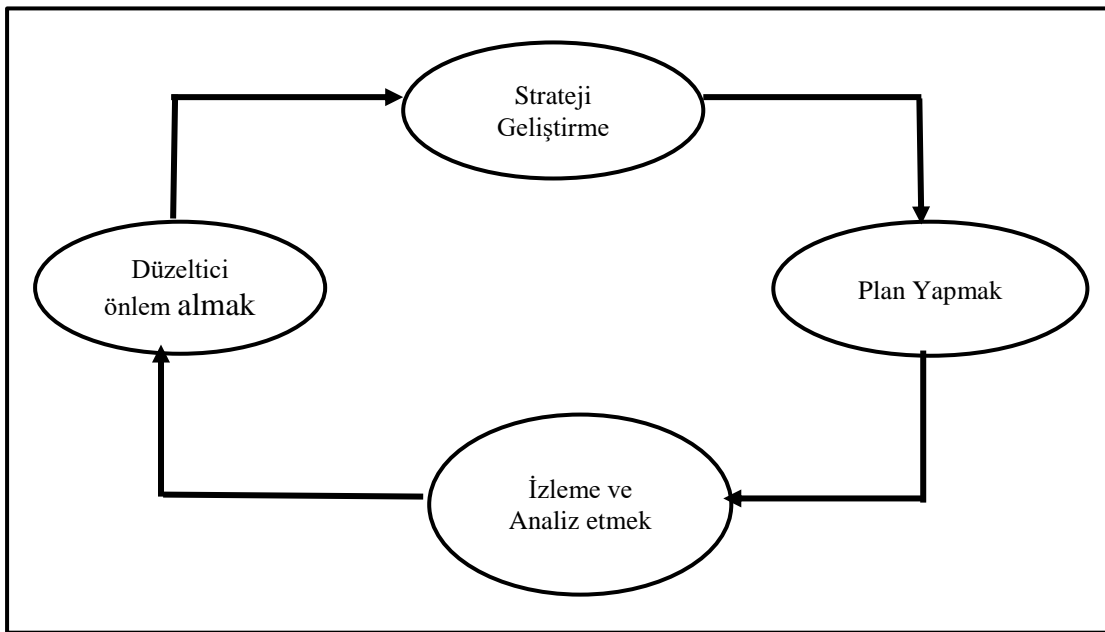 Strateji
Geliştirme
Düzeltici
önlem almak
Plan Yapmak
İzleme ve
Analiz etmek